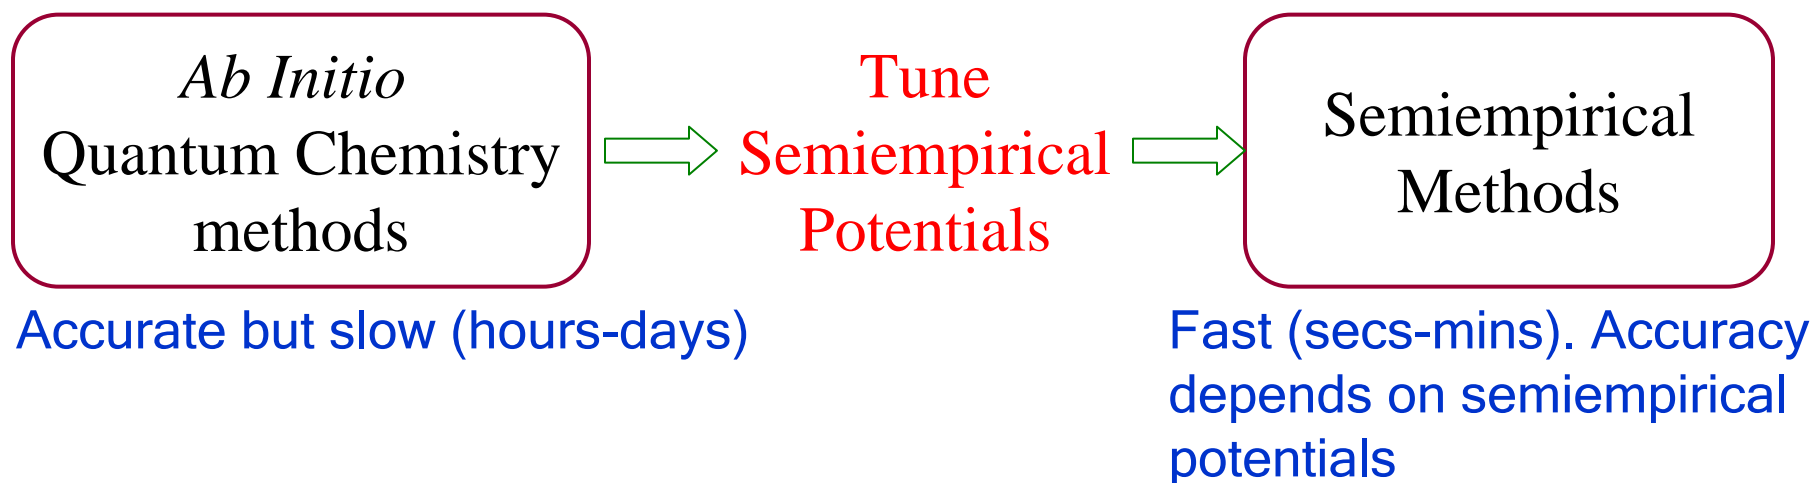 Ab Initio
Quantum Chemistry
methods
Accurate but slow (hours-days)
Tune
Semiempirical
Potentials
Semiempirical
Methods
Fast (secs-mins). Accuracy
depends on semiempirical
potentials